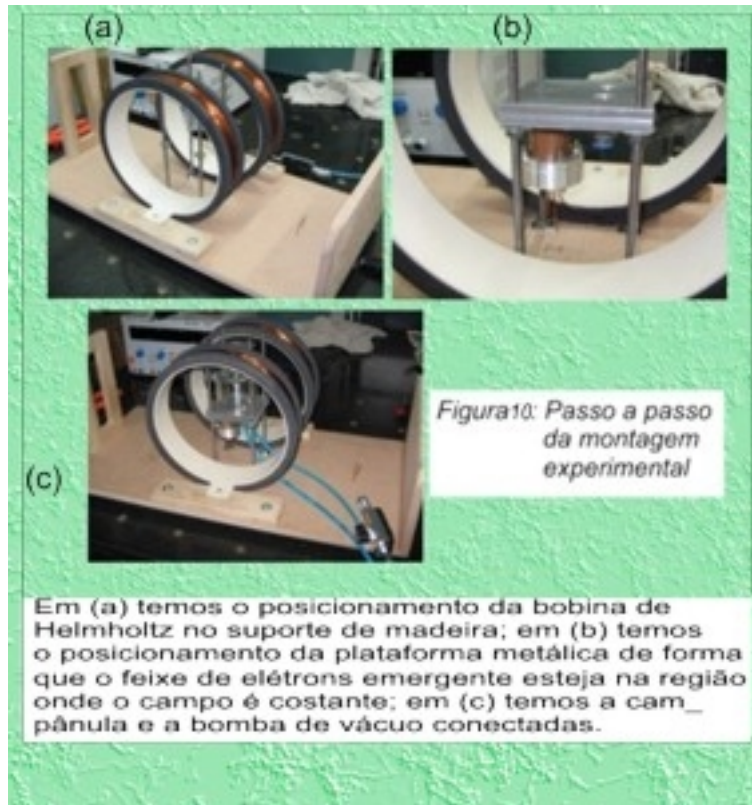 (a)
(b)
(c)
Figura10: Passo a passo
da montagem
experimental
Em (a) temos o posicionamento da bobina de
Helmholtz no suporte de madeira; em (b) temos
o posicionamento da plataforma metálica de forma
que o feixe de elétrons emergente esteja na região
onde o campo é costante; em (c) temos a cam_
pânula e a bomba de vácuo conectadas.